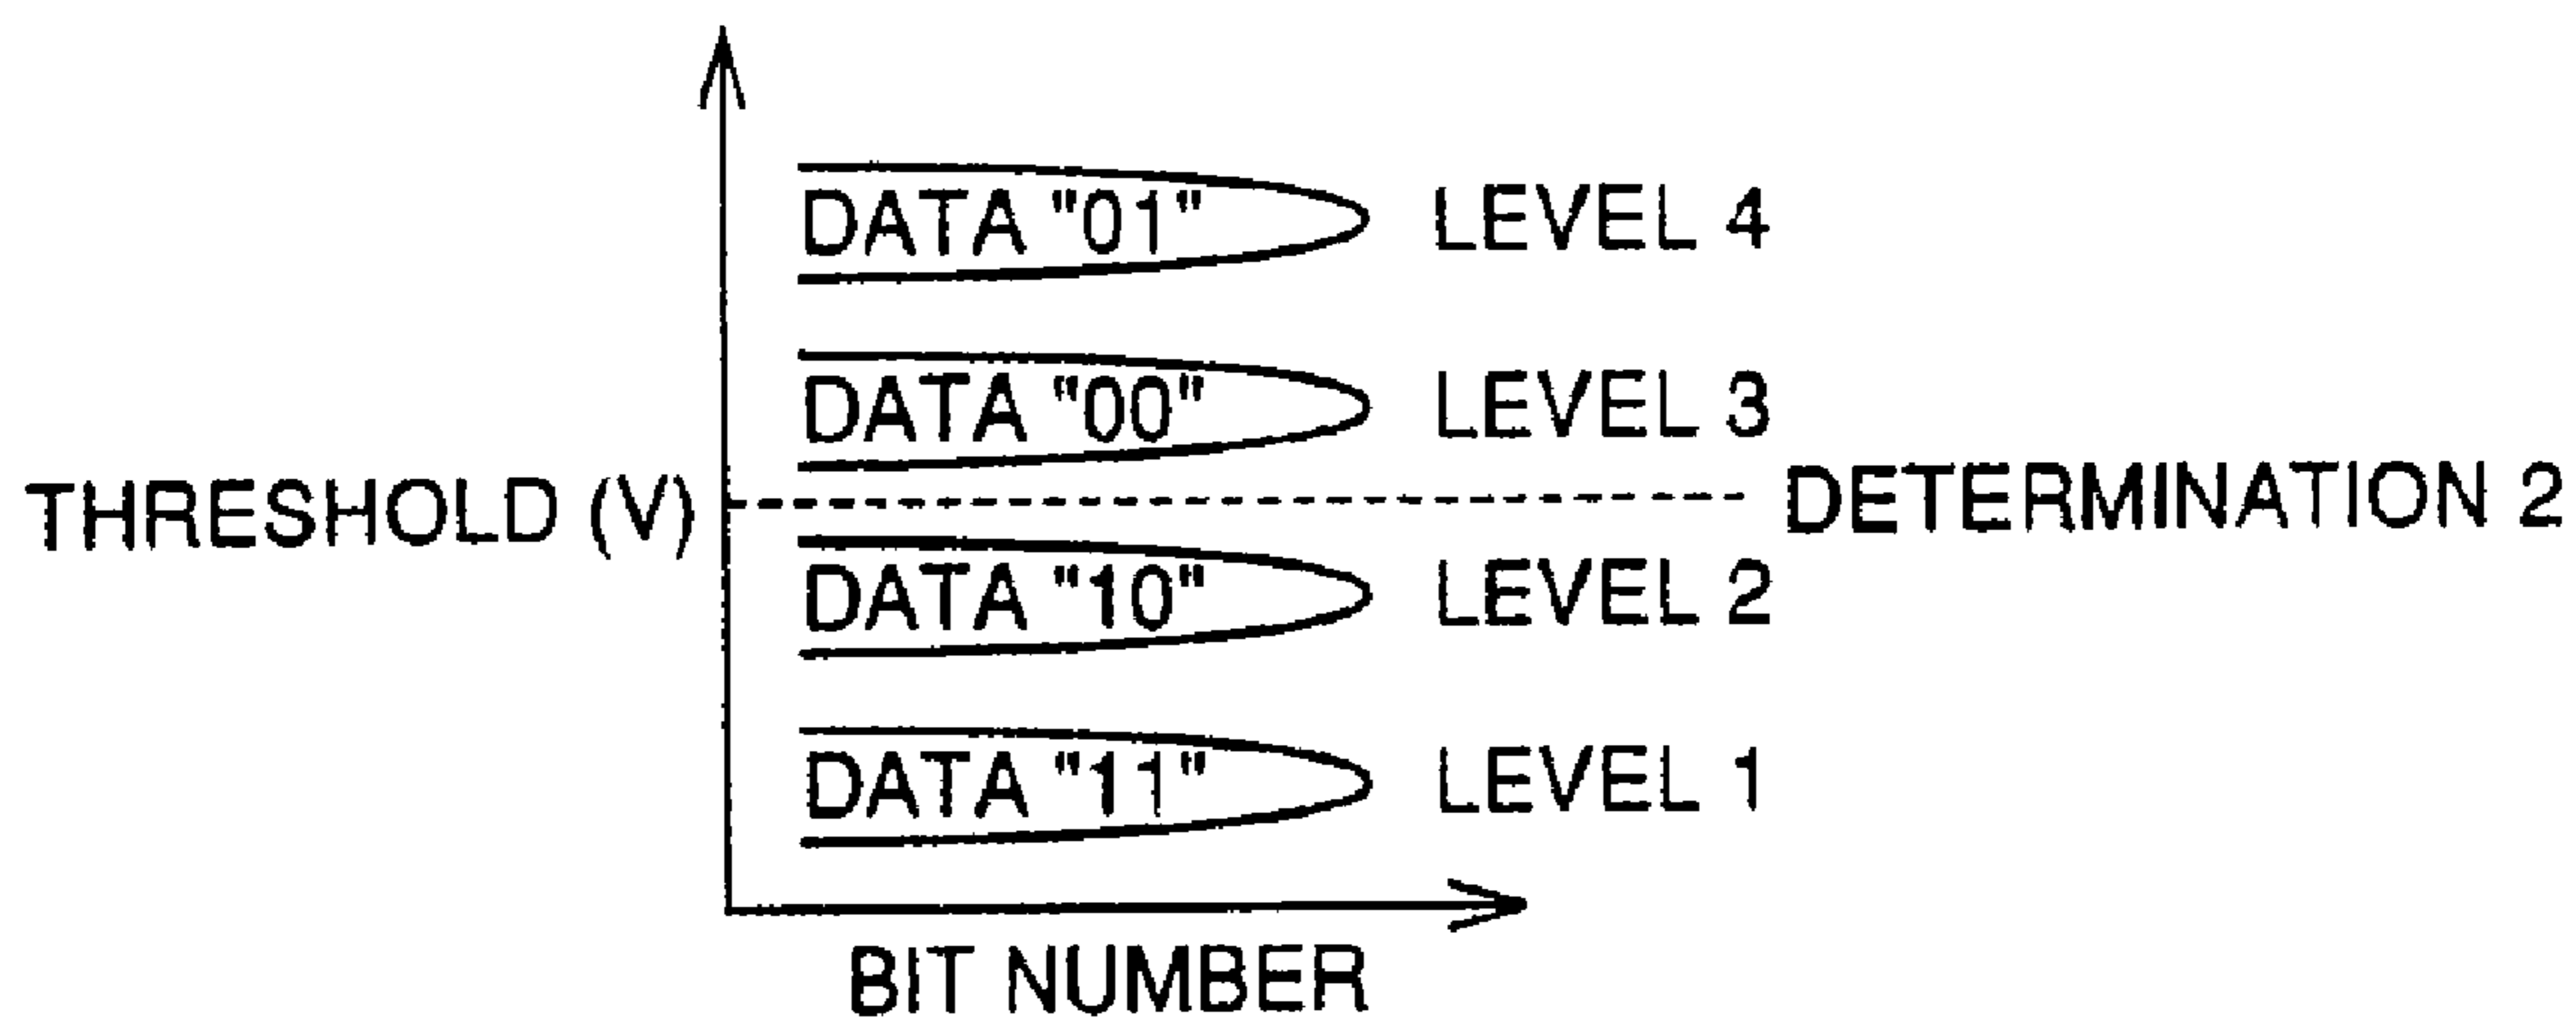 DATA "01" LEVEL 4
DATA "00" LEVEL 3
THRESHOLD (V) DETERMINATION 2
DATA "10" LEVEL 2
DATA "11" LEVEL 1
BIT NUMBER